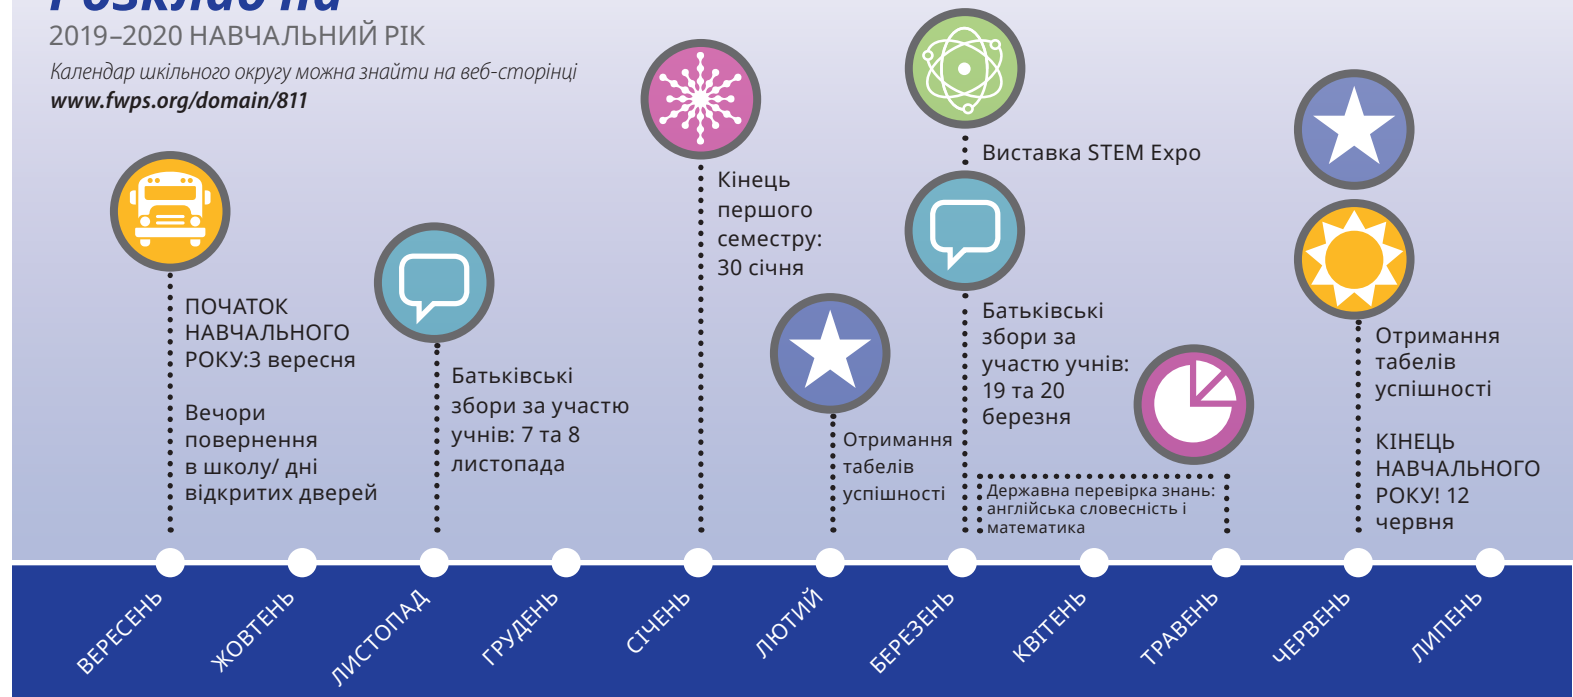 Розклад на
2019–2020 НАВЧАЛЬНИЙ РІК
Календар шкільного округу можна знайти на веб-сторінці
www.fwps.org/domain/811
ПОЧАТОК
НАВЧАЛЬНОГО
РОКУ:3 вересня
Вечори
повернення
в школу/ дні
відкритих дверей
Батьківські
збори за участю
учнів: 7 та 8
листопада
Кінець
першого
семестру:
30 січня
Отримання
табелів
успішності
Виставка STEM Expo
Батьківські
збори за
участю учнів:
19 та 20
березня
Державна перевірка знань:
англійська словесність і
математика
Отримання
табелів
успішності
КІНЕЦЬ
НАВЧАЛЬНОГО
РОКУ! 12
червня
ВЕРЕСЕНЬ
ЖОВТЕНЬ
ЛИСТОПАД
ГРУДЕНЬ
СІЧЕНЬ
ЛЮТИЙ
БЕРЕЗЕНЬ
КВІТЕНЬ
ТРАВЕНЬ
ЧЕРВЕНЬ
ЛИПЕНЬ